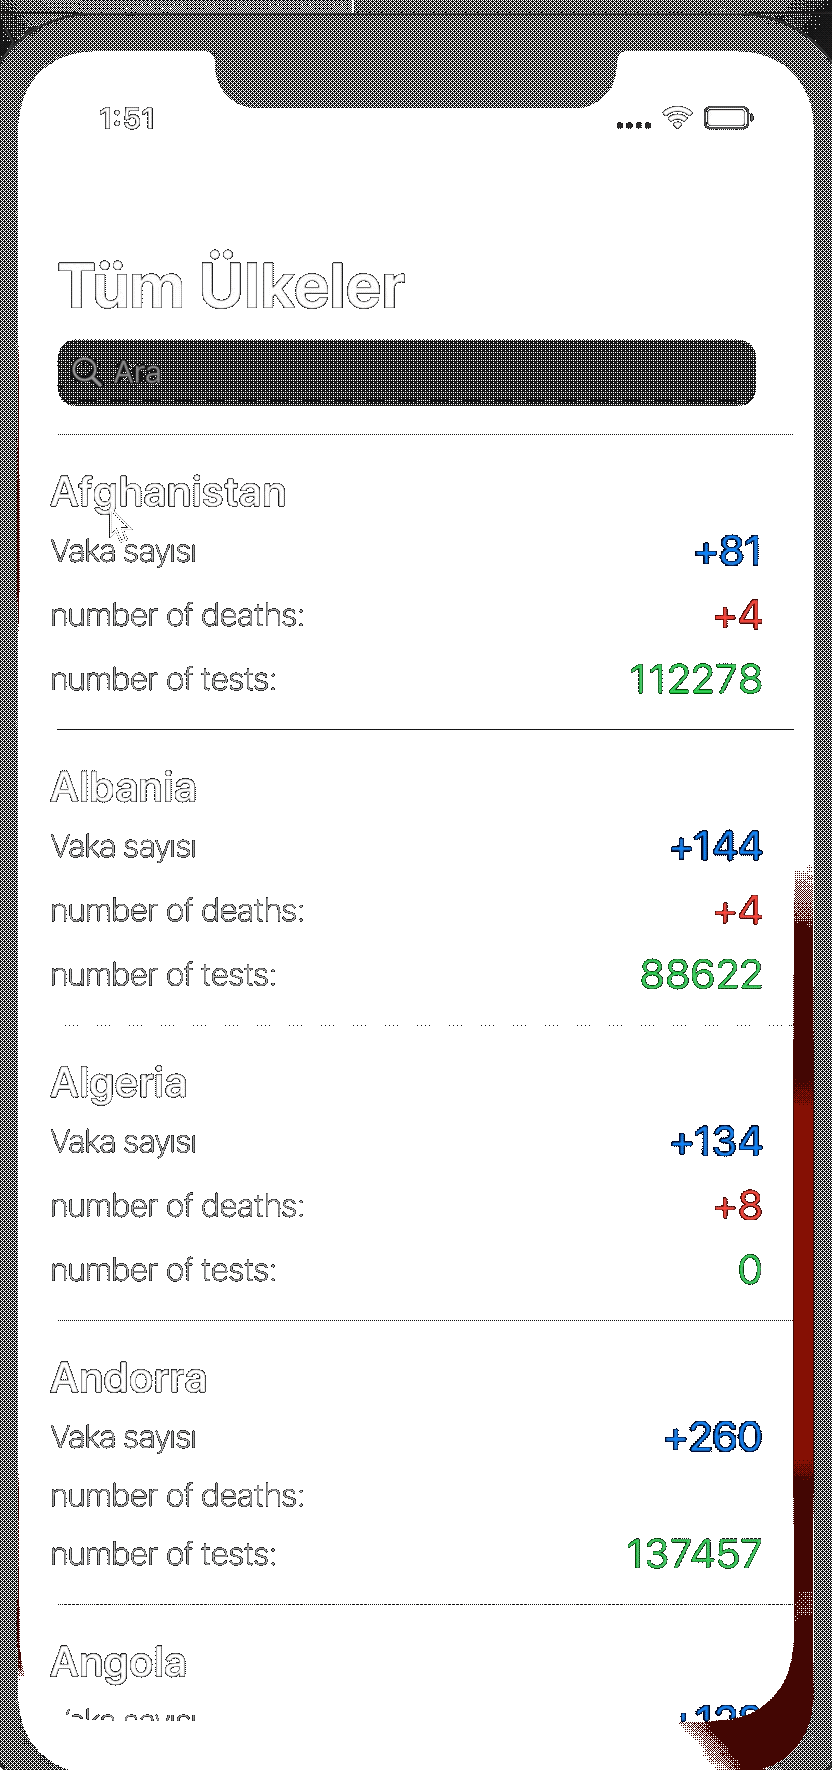 1:51
Tüm Ülkeler
Ara
Afghanistan
Vaka sayısı +81
number of deaths: +4
number of tests: 112278
Albania
Vaka sayısı +144
number of deaths: +4
number of tests: 88622
Algeria
Vaka sayısı +134
number of deaths: +8
number of tests: 0
Andorra
Vaka sayısı +260
number of deaths:
number of tests: 137457
Angola
Vaka sayısı